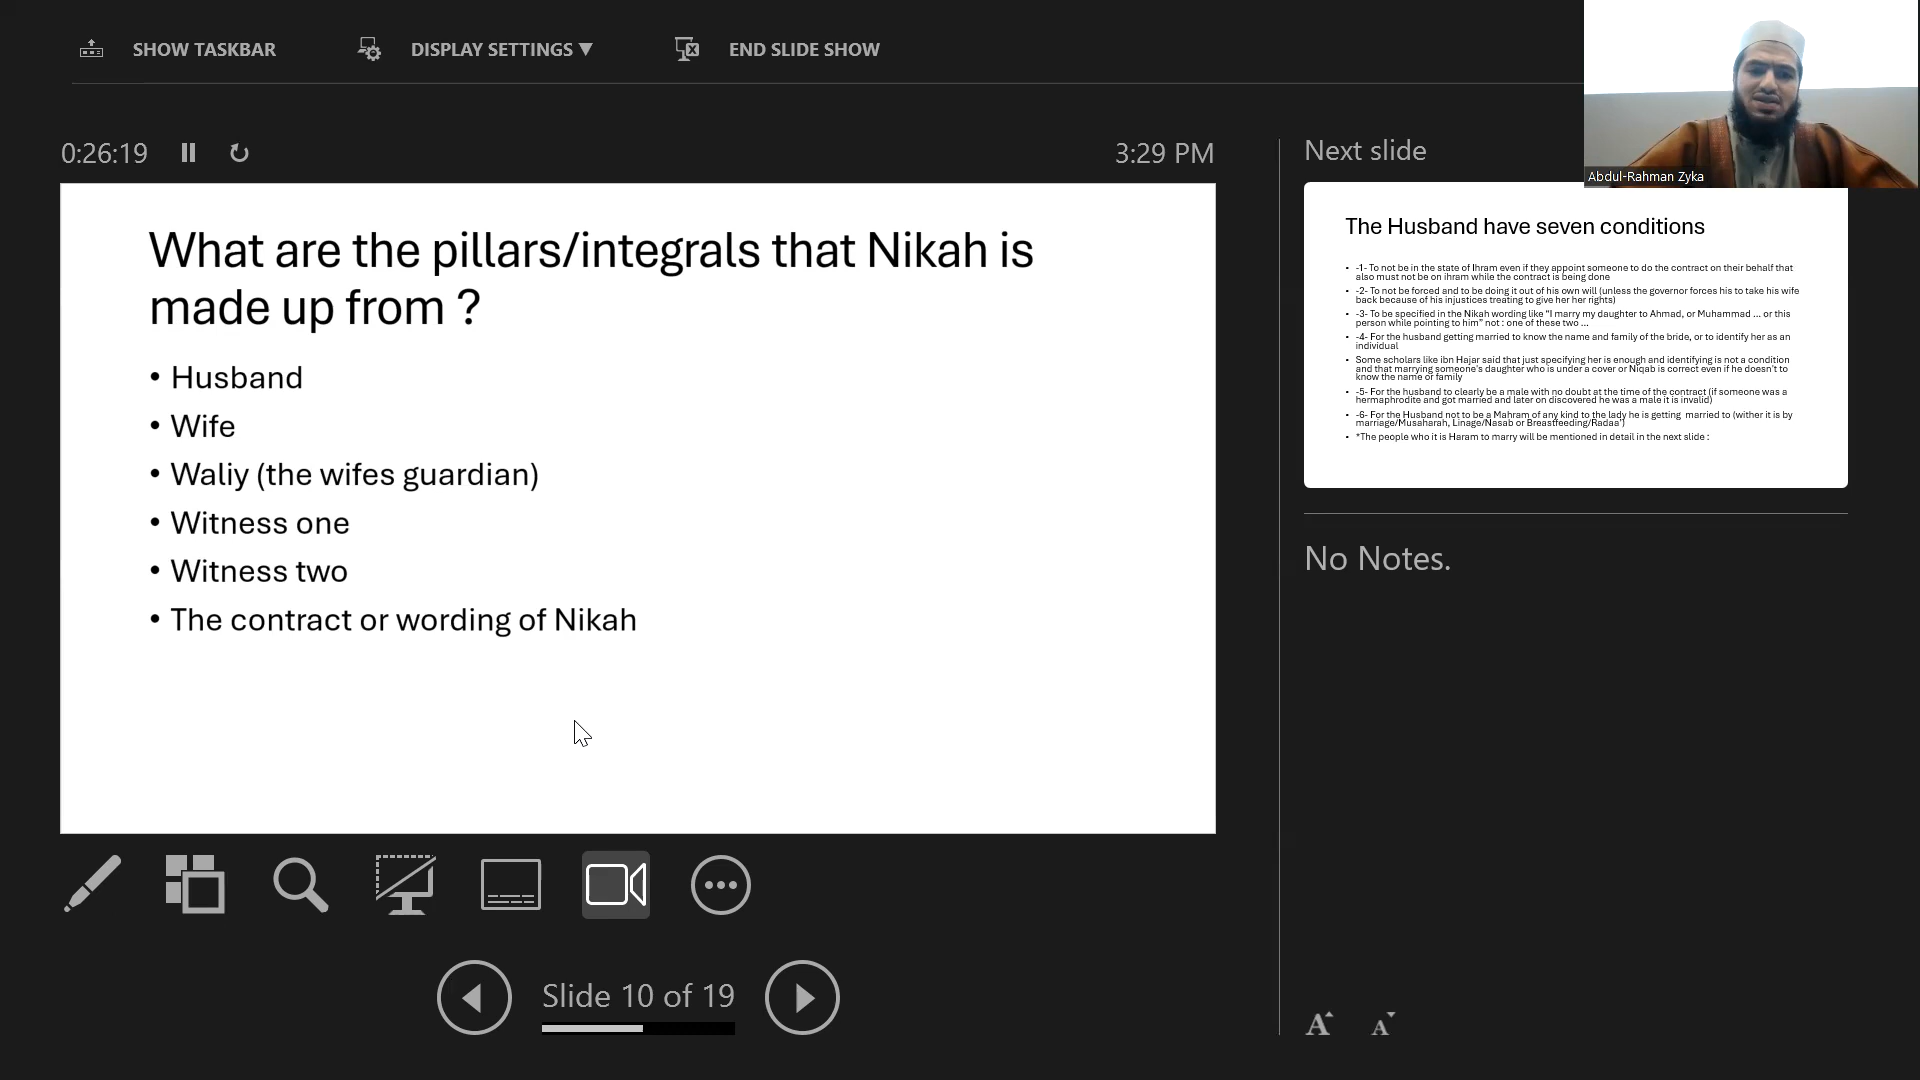 SHOW TASKBAR
DISPLAY SETTINGS ▼
END SLIDE SHOW
0:26:19
3:29 PM
What are the pillars/integrals that Nikah is
made up from ?
• Husband
• Wife
• Waliy (the wifes guardian)
• Witness one
• Witness two
• The contract or wording of Nikah
Slide 10 of 19
Next slide
Abdul-Rahman Zyka
The Husband have seven conditions
• -1- To not be in the state of Ihram even if they appoint someone to do the contract on their behalf that
also must not be on ihram while the contract is being done
• -2- To not be forced and to be doing it out of his own will (unless the governor forces his to take his wife
back because of his injustices treating to give her her rights)
• -3- To be specified in the Nikah wording like “I marry my daughter to Ahmad, or Muhammad ... or this
person while pointing to him” not : one of these two ...
• -4- For the husband getting married to know the name and family of the bride, or to identify her as an
individual
• Some scholars like ibn Hajar said that just specifying her is enough and identifying is not a condition
and that marrying someone's daughter who is under a cover or Niqab is correct even if he doesn't to
know the name or family
• -5- For the husband to clearly be a male with no doubt at the time of the contract (if someone was a
hermaphrodite and got married and later on discovered he was a male it is invalid)
• -6- For the Husband not to be a Mahram of any kind to the lady he is getting married to (wither it is by
marriage/Musaharah, Linage/Nasab or Breastfeeding/Radaa')
• *The people who it is Haram to marry will be mentioned in detail in the next slide :
No Notes.
A
A